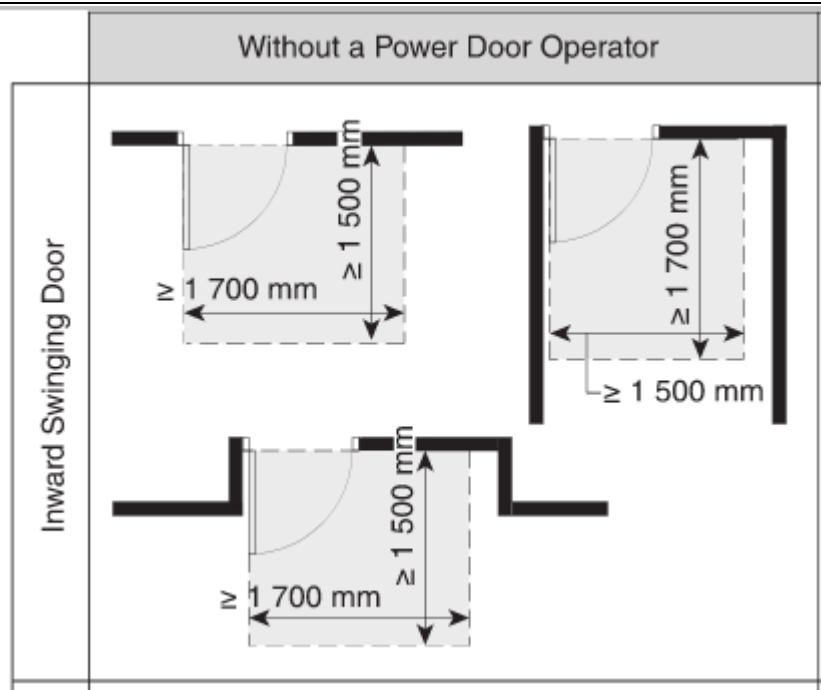 Without a Power Door Operator
Inward Swinging Door
≥ 1 700 mm
≥ 1 500 mm
≥ 1 700 mm
≥ 1 500 mm
≥ 1 700 mm
≥ 1 500 mm